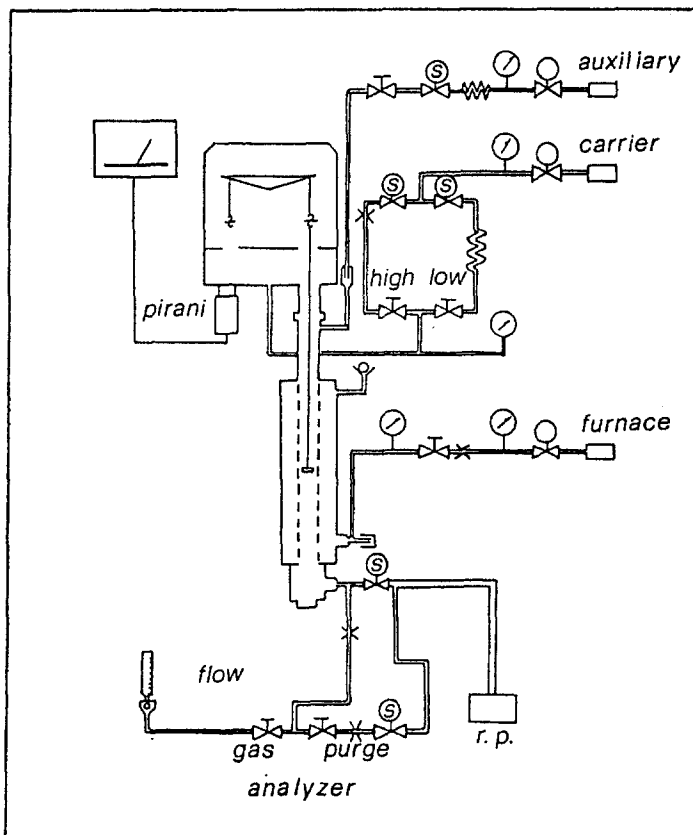 auxiliary
S
carrier
S S
high low
pirani
furnace
S
flow
S
gas purge
r. p.
analyzer